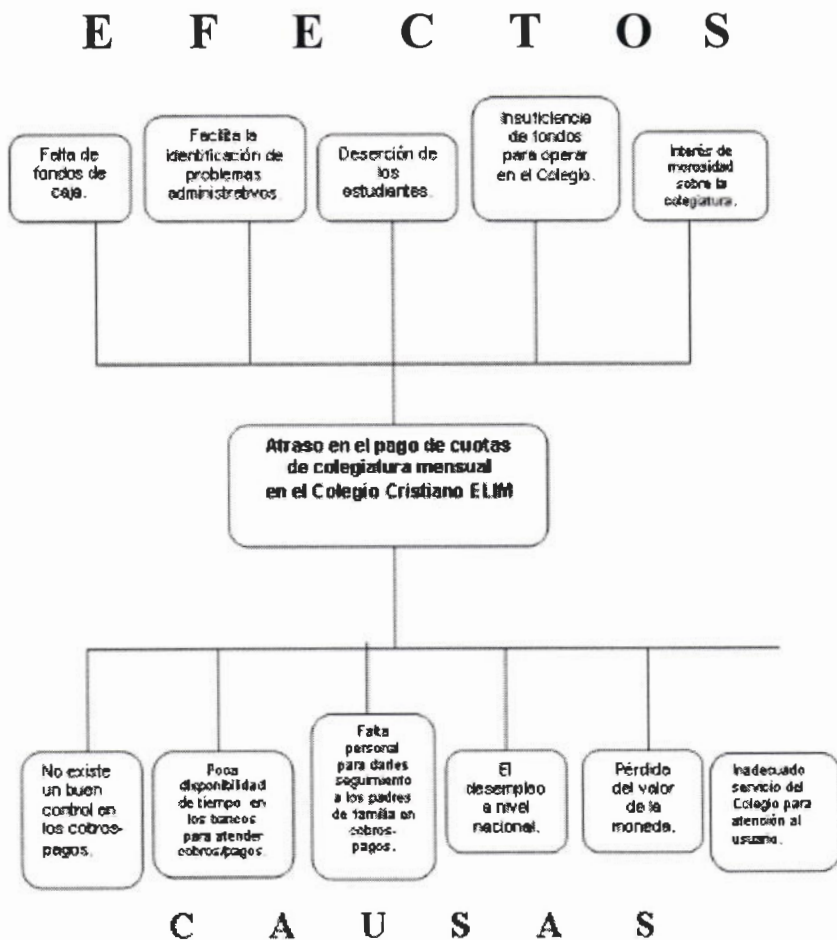 E F E C T O S
Falta de
fondos de
caja.
Facilita la
identificación de
problemas
administrativos.
Deserción de
los
estudiantes.
Insuficiencia
de fondos
para operar
en el Colegio.
Interés de
morosidad
sobre la
colegiatura.
Atraso en el pago de cuotas
de colegiatura mensual
en el Colegio Cristiano ELIM
No existe
un buen
control en
los cobros-
pagos.
Poca
disponibilidad
de tiempo en
los bancos
para atender
cobros/pagos.
Falta
personal
para darles
seguimiento
a los padres
de familia en
cobros-
pagos.
El
desempleo
a nivel
nacional.
Pérdida
del valor
de la
moneda.
Inadecuado
servicio del
Colegio para
atención al
usuario.
C A U S A S